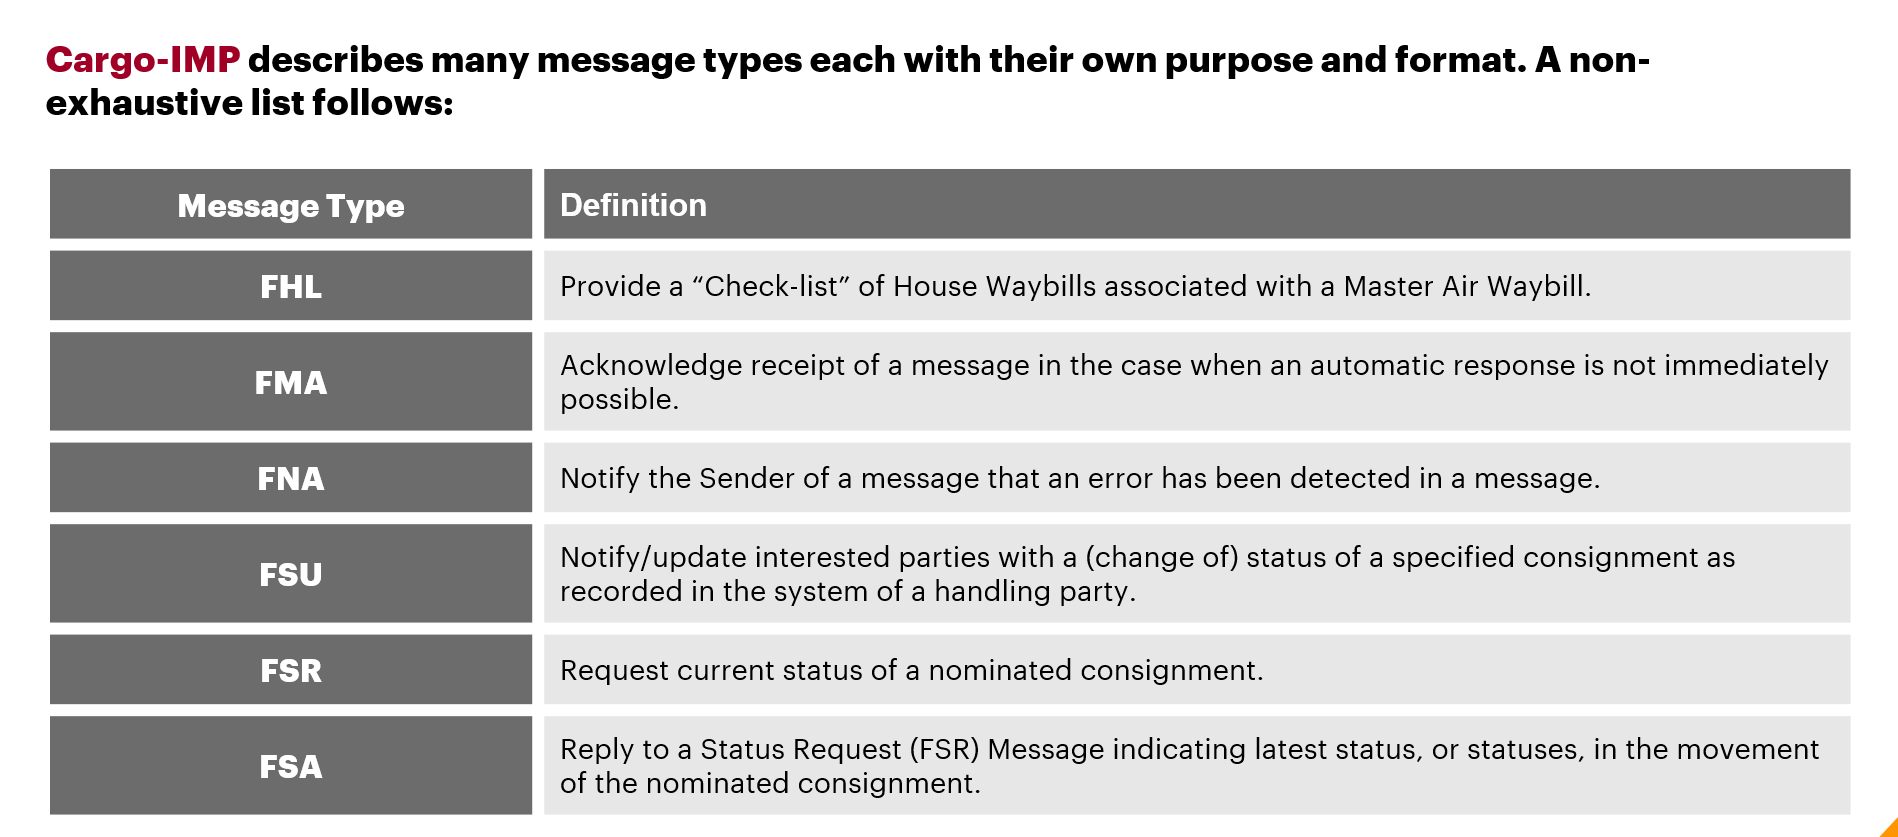 Cargo-IMP describes many message types each with their own purpose and format. A non-
exhaustive list follows:
Message Type
Definition
FHL
Provide a “Check-list” of House Waybills associated with a Master Air Waybill.
FMA
Acknowledge receipt of a message in the case when an automatic response is not immediately
possible.
FNA
Notify the Sender of a message that an error has been detected in a message.
FSU
Notify/update interested parties with a (change of) status of a specified consignment as
recorded in the system of a handling party.
FSR
Request current status of a nominated consignment.
FSA
Reply to a Status Request (FSR) Message indicating latest status, or statuses, in the movement
of the nominated consignment.